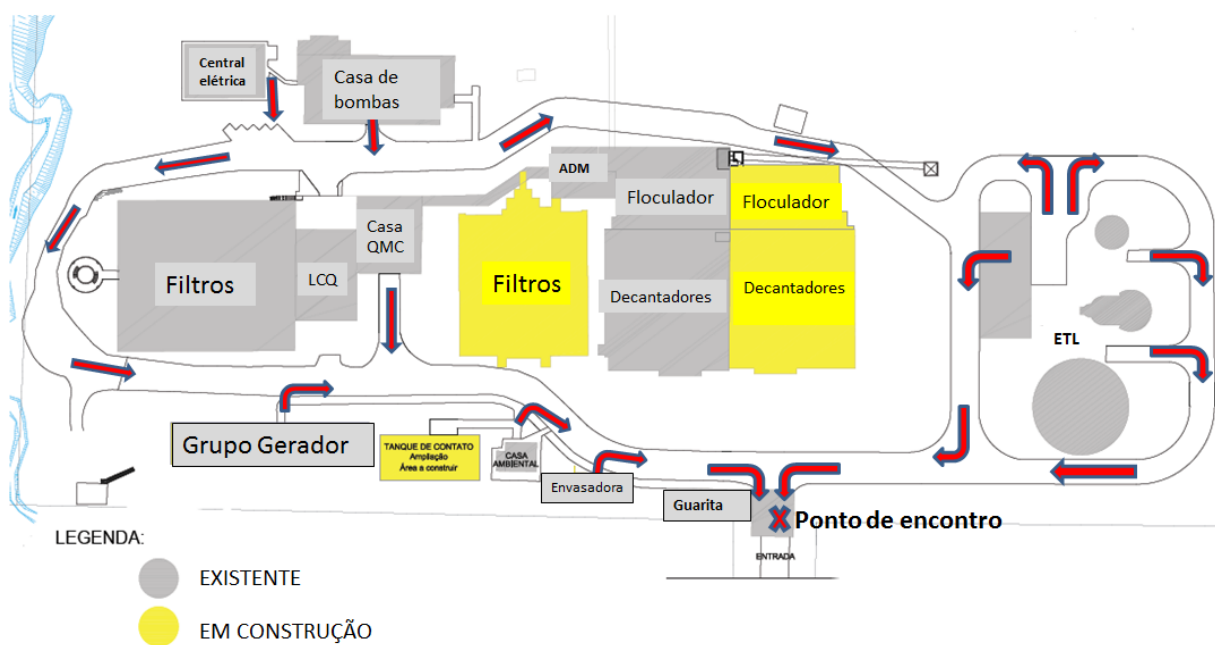 Central
elétrica
Casa de
bombas
ADM
Floculador
Floculador
Casa
QMC
Filtros
LCQ
Filtros
Decantadores
Decantadores
ETL
Grupo Gerador
TANQUE DE CONTATO
Ampliação
Área a construir
CASA
AMBIENTAL
Envasadora
Guarita
Ponto de encontro
ENTRADA
LEGENDA:
EXISTENTE
EM CONSTRUÇÃO